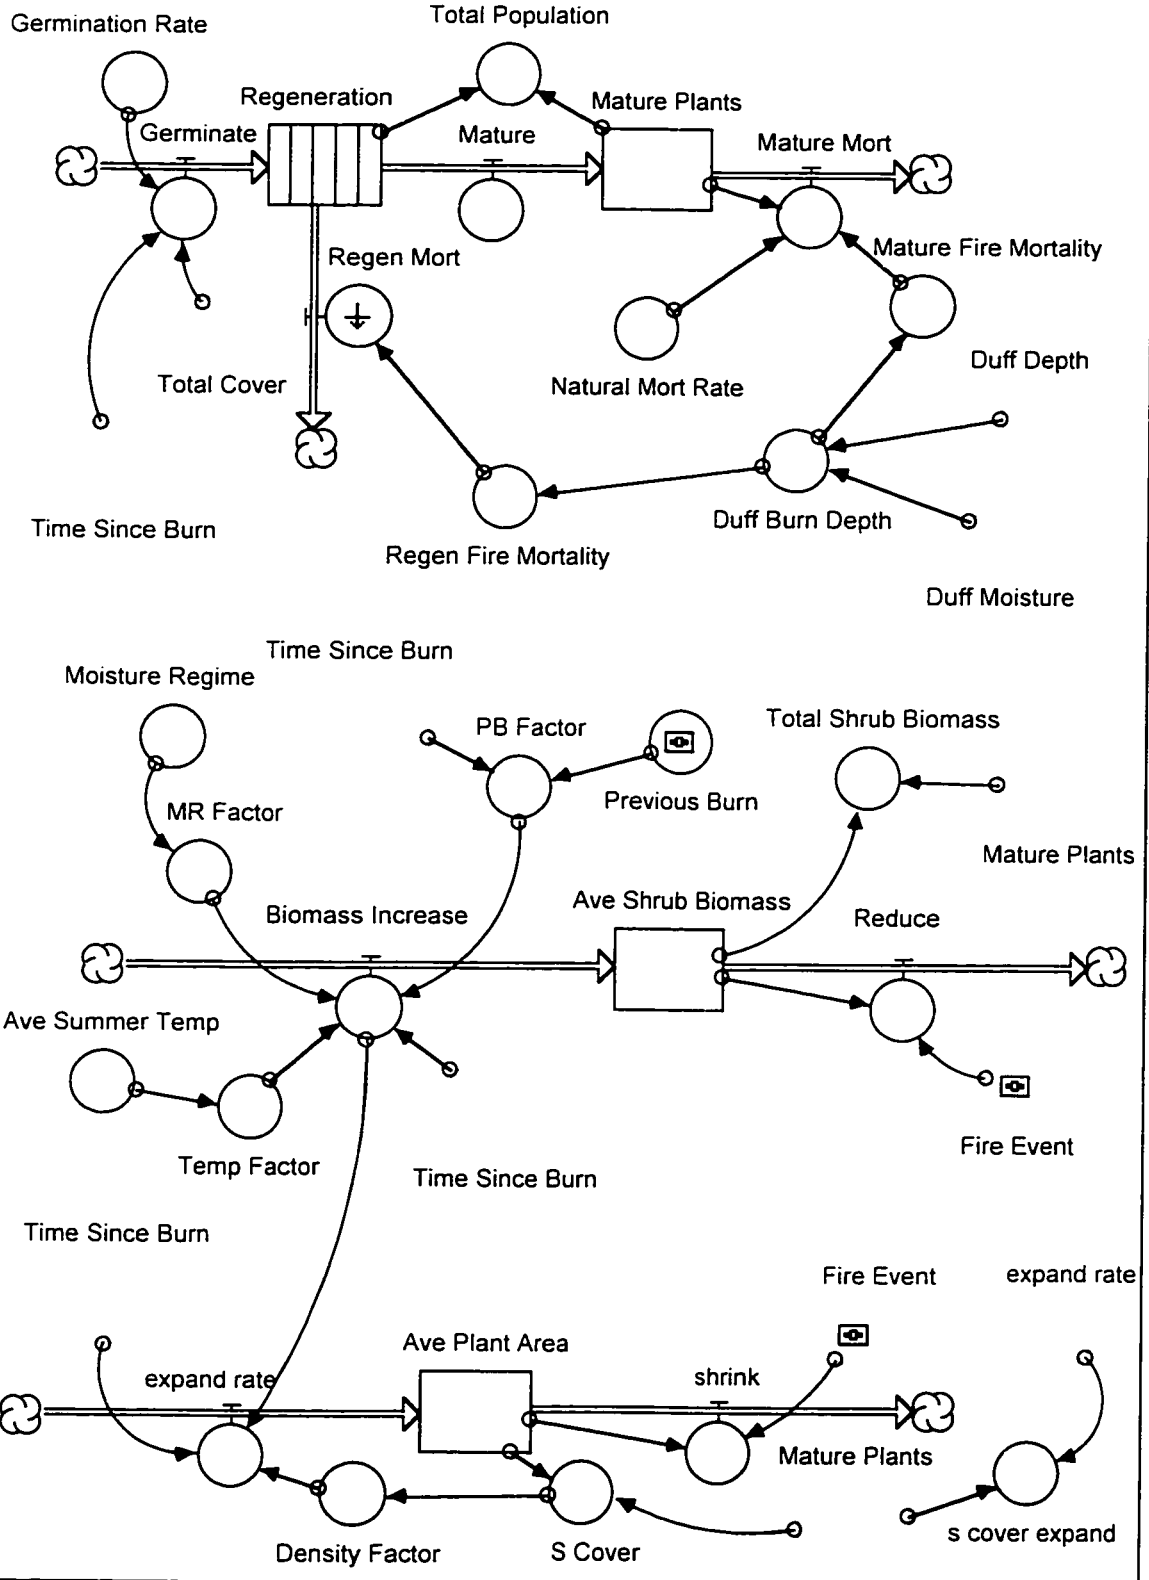 Germination Rate
Total Population
Regeneration
Mature Plants
Germinate
Mature
Mature Mort
Regen Mort
Mature Fire Mortality
Duff Depth
Total Cover
Natural Mort Rate
Time Since Burn
Duff Burn Depth
Regen Fire Mortality
Duff Moisture
Time Since Burn
Moisture Regime
PB Factor
Total Shrub Biomass
MR Factor
Previous Burn
Mature Plants
Biomass Increase
Ave Shrub Biomass
Reduce
Ave Summer Temp
Temp Factor
Time Since Burn
Fire Event
Time Since Burn
Fire Event
expand rate
Ave Plant Area
expand rate
shrink
Mature Plants
s cover expand
Density Factor
S Cover